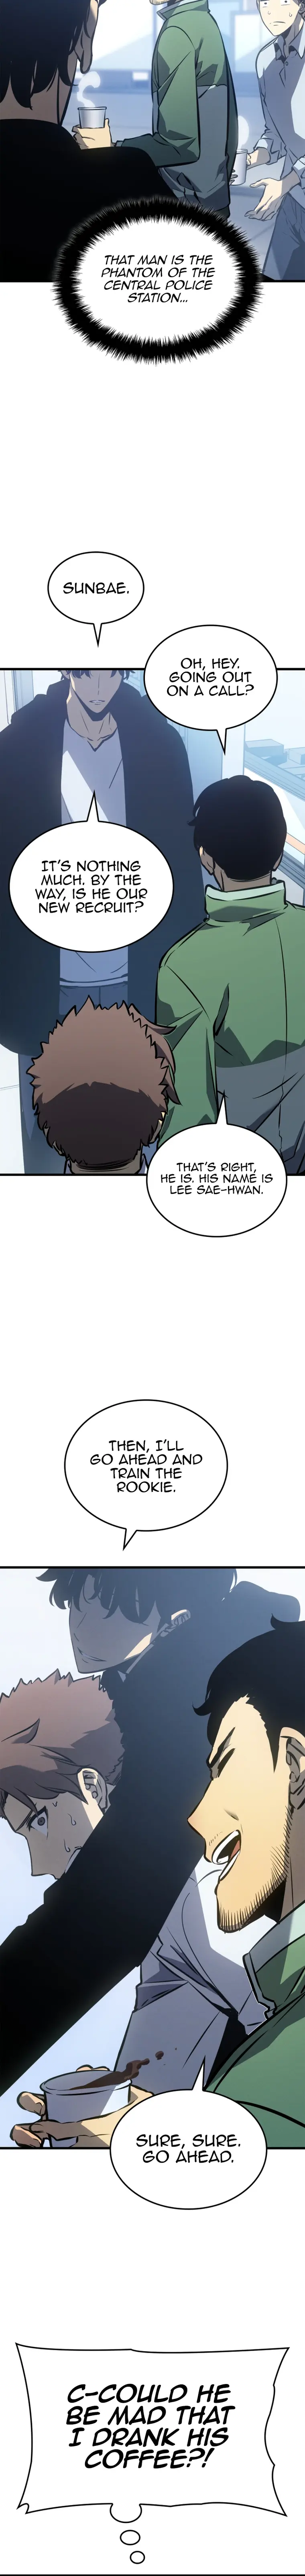 THAT MAN IS THE
PHANTOM OF THE
CENTRAL POLICE
STATION...
SUNBAE.
OH, HEY.
GOING OUT
ON A CALL?
IT'S NOTHING
MUCH. BY THE
WAY, IS HE OUR
NEW RECRUIT?
THAT'S RIGHT,
HE IS. HIS NAME IS
LEE SAE-HWAN.
THEN, I'LL
GO AHEAD AND
TRAIN THE
ROOKIE.
SURE, SURE.
GO AHEAD.
C-COULD HE
BE MAD THAT
I DRANK HIS
COFFEE?!